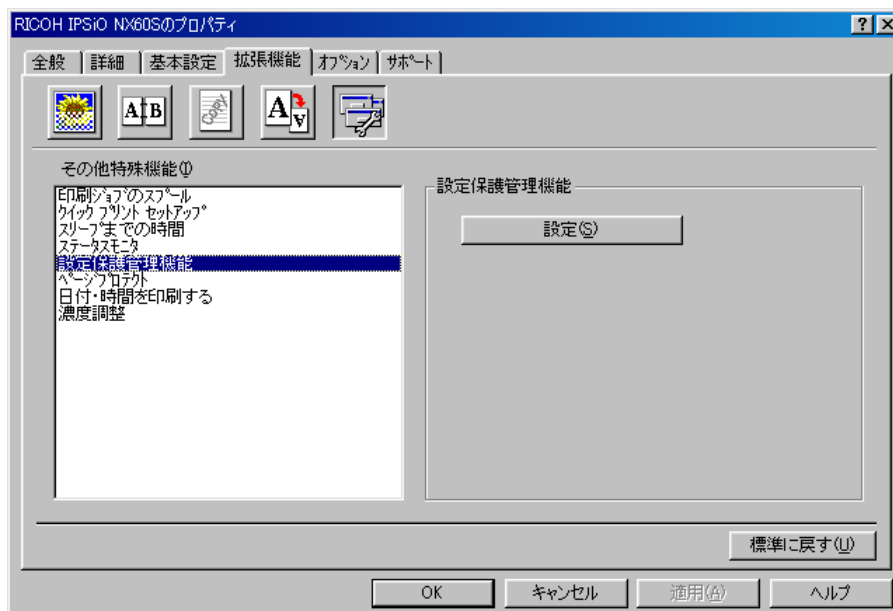 RICOH IPSiO NX60Sのプロパティ
全般 詳細 基本設定 拡張機能 ｵﾌﾟｼｮﾝ ｻﾎﾟｰﾄ
A B COPY A A
その他特殊機能(I)
印刷ｼﾞｮﾌﾞのｽﾌﾟｰﾙ
ｸｲｯｸ ﾌﾟﾘﾝﾄ ｾｯﾄｱｯﾌﾟ
ｽﾘｰﾌﾟまでの時間
ｽﾃｰﾀｽﾓﾆﾀ
設定保護管理機能
ﾍﾟｰｼﾞﾌﾟﾛﾃｸﾄ
日付・時間を印刷する
濃度調整
設定保護管理機能
設定(S)
標準に戻す(U)
OK キャンセル 適用(A) ヘルプ